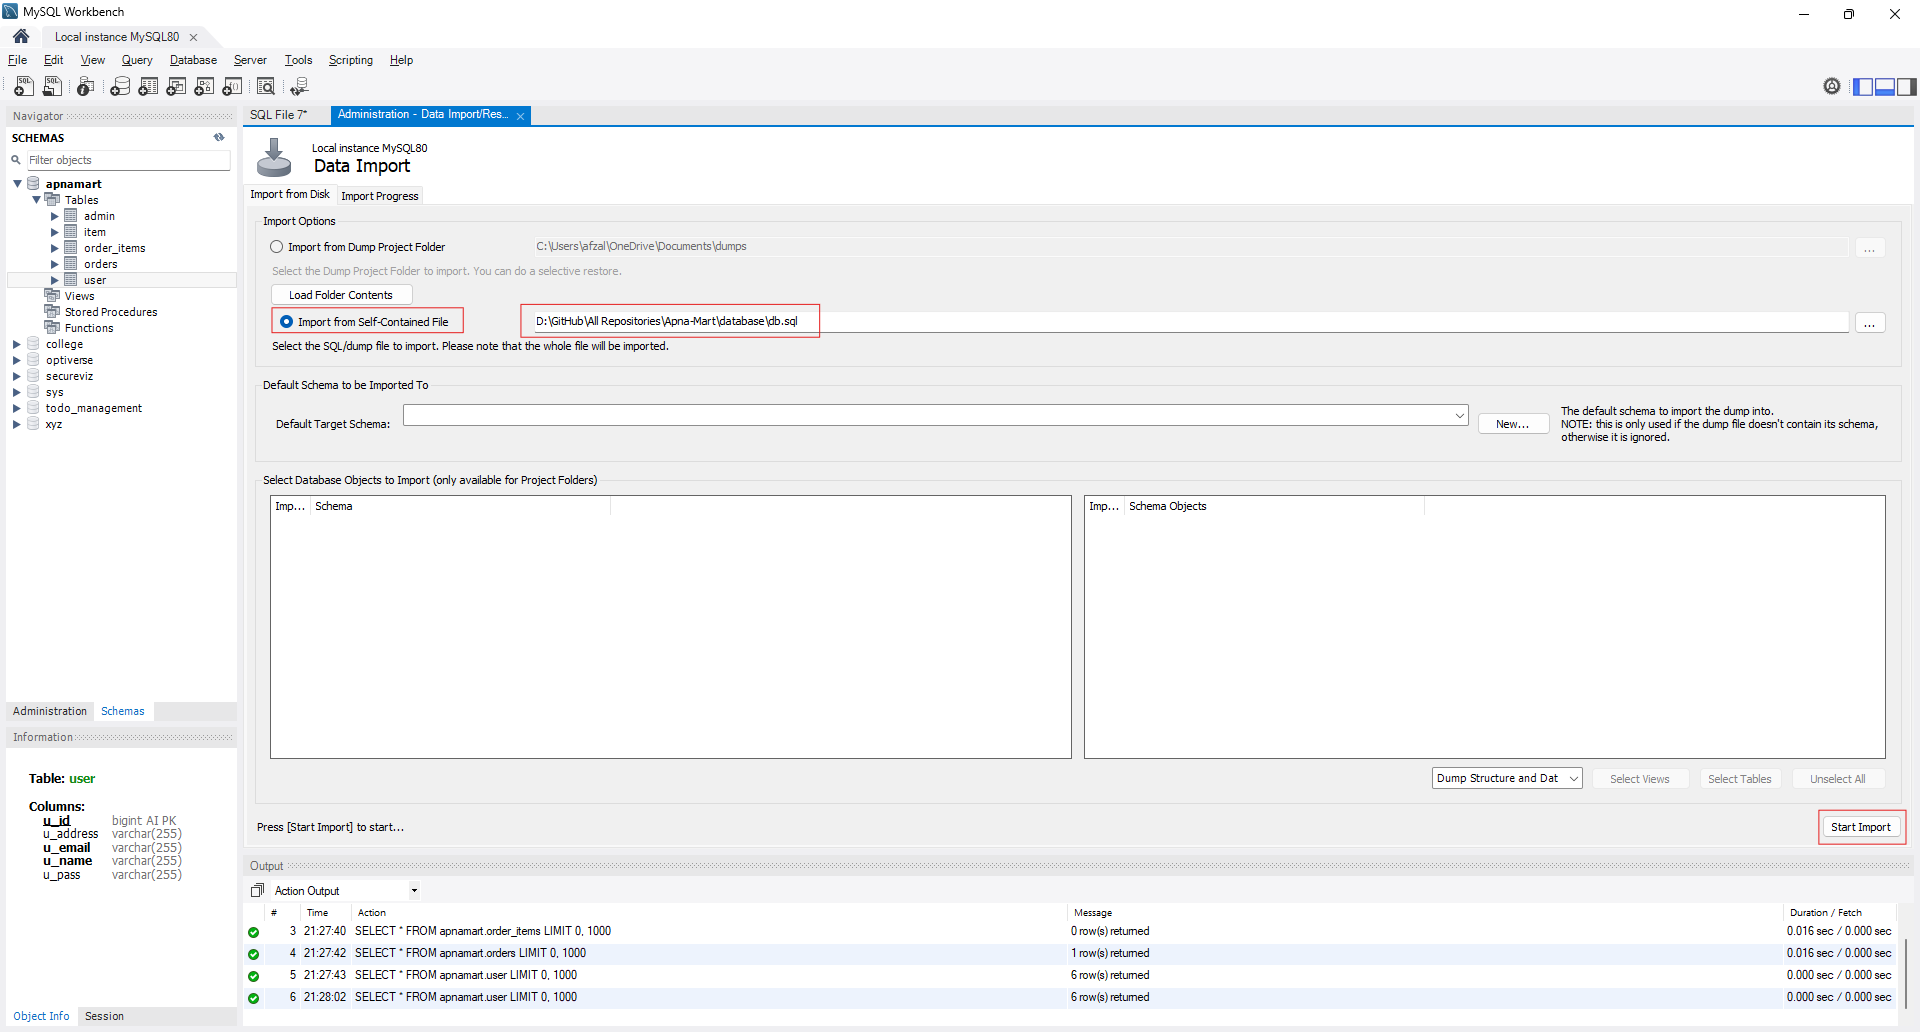 MySQL Workbench
Local instance MySQL80
File Edit View Query Database Server Tools Scripting Help
Navigator
SCHEMAS
Filter objects
apnamart
Tables
admin
item
order_items
orders
user
Views
Stored Procedures
Functions
college
optiverse
secureviz
sys
todo_management
xyz
Administration Schemas
Information
Table: user
Columns:
u_id bigint AI PK
u_address varchar(255)
u_email varchar(255)
u_name varchar(255)
u_pass varchar(255)
Object Info Session
SQL File 7* Administration - Data Import/Res...
Local instance MySQL80
Data Import
Import from Disk Import Progress
Import Options
Import from Dump Project Folder C:\Users\afzal\OneDrive\Documents\dumps ...
Select the Dump Project Folder to import. You can do a selective restore.
Load Folder Contents
Import from Self-Contained File D:\GitHub\All Repositories\Apna-Mart\database\db.sql ...
Select the SQL/dump file to import. Please note that the whole file will be imported.
Default Schema to be Imported To
Default Target Schema: New...
The default schema to import the dump into.
NOTE: this is only used if the dump file doesn't contain its schema,
otherwise it is ignored.
Select Database Objects to Import (only available for Project Folders)
Imp... Schema
Imp... Schema Objects
Dump Structure and Dat Select Views Select Tables Unselect All
Press [Start Import] to start...
Start Import
Output
Action Output
# Time Action Message Duration / Fetch
3 21:27:40 SELECT * FROM apnamart.order_items LIMIT 0, 1000 0 row(s) returned 0.016 sec / 0.000 sec
4 21:27:42 SELECT * FROM apnamart.orders LIMIT 0, 1000 1 row(s) returned 0.016 sec / 0.000 sec
5 21:27:43 SELECT * FROM apnamart.user LIMIT 0, 1000 6 row(s) returned 0.000 sec / 0.000 sec
6 21:28:02 SELECT * FROM apnamart.user LIMIT 0, 1000 6 row(s) returned 0.000 sec / 0.000 sec